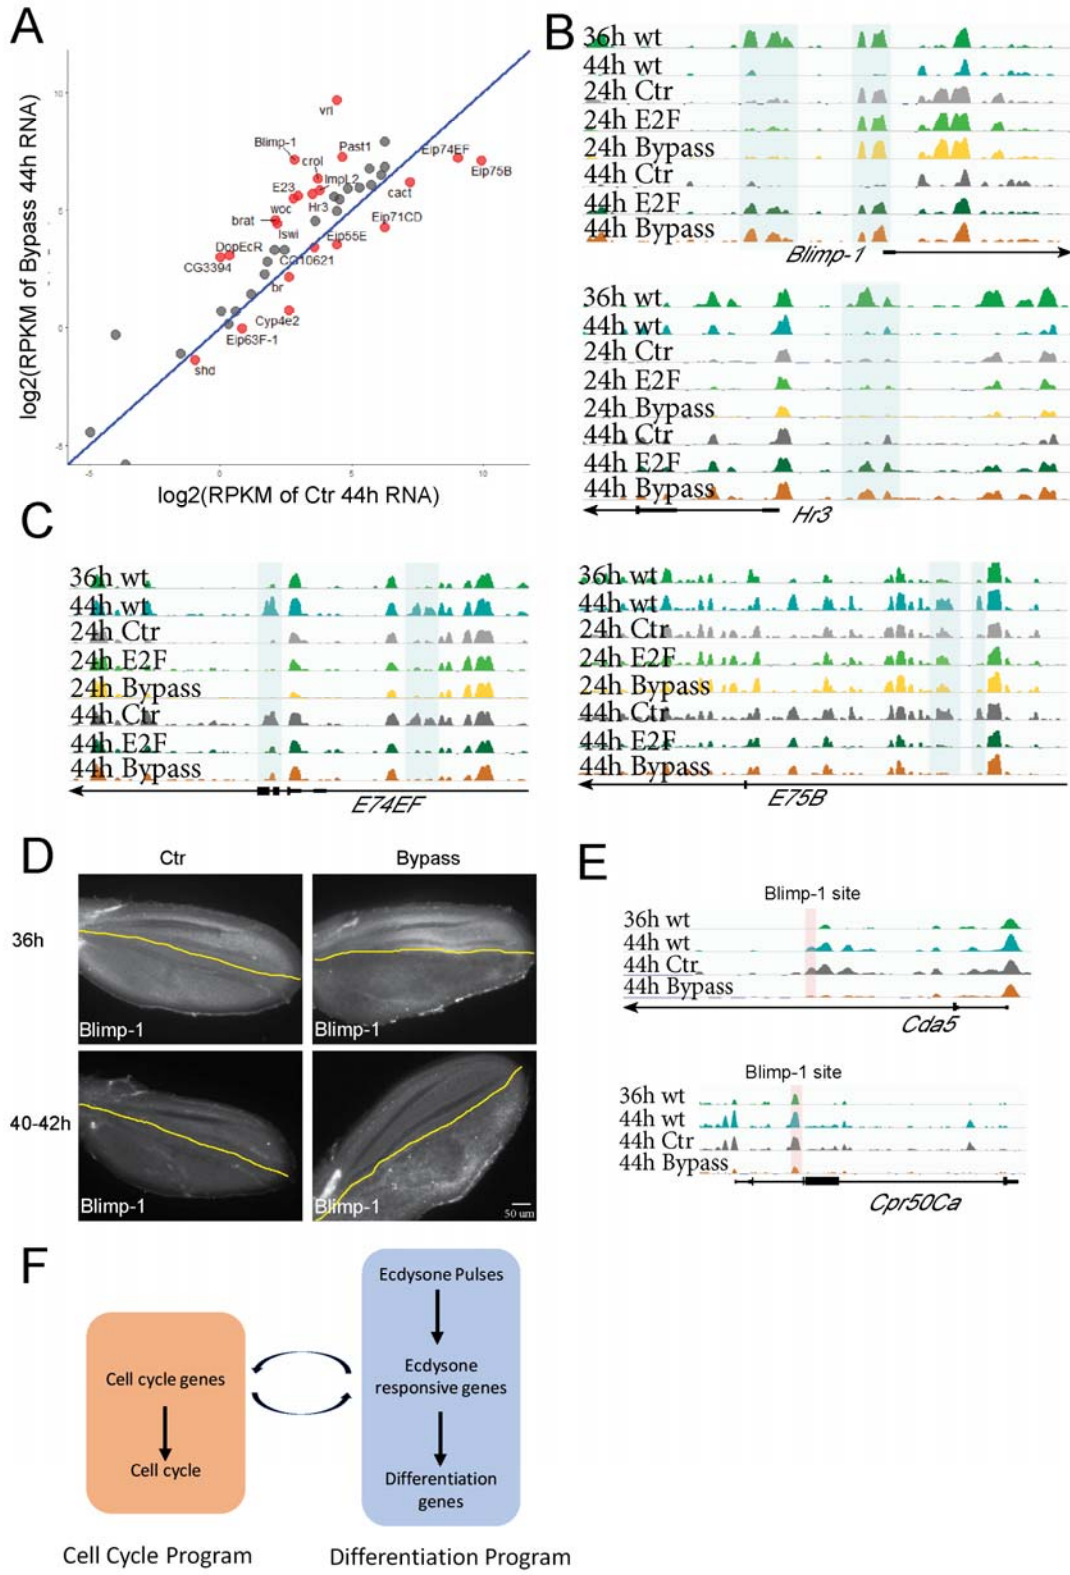 A
log2(RPKM of Bypass 44h RNA)
10
5
0
-5
-5
0
5
10
vri
Blimp-1
Past1
crol
Eip74EF
Eip75B
ImpL2
E23
cact
woc
Hr3
brat
Eip71CD
Iswi
Eip55E
DopEcR
CG10621
CG3394
br
Cyp4e2
Eip63F-1
shd
log2(RPKM of Ctr 44h RNA)
B
36h wt
44h wt
24h Ctr
24h E2F
24h Bypass
44h Ctr
44h E2F
44h Bypass
Blimp-1
36h wt
44h wt
24h Ctr
24h E2F
24h Bypass
44h Ctr
44h E2F
44h Bypass
Hr3
C
36h wt
44h wt
24h Ctr
24h E2F
24h Bypass
44h Ctr
44h E2F
44h Bypass
E74EF
36h wt
44h wt
24h Ctr
24h E2F
24h Bypass
44h Ctr
44h E2F
44h Bypass
E75B
D
Ctr
Bypass
36h
Blimp-1
Blimp-1
40-42h
Blimp-1
Blimp-1
50 um
E
Blimp-1 site
36h wt
44h wt
44h Ctr
44h Bypass
Cda5
Blimp-1 site
36h wt
44h wt
44h Ctr
44h Bypass
Cpr50Ca
F
Cell cycle genes
Cell cycle
Cell Cycle Program
Ecdysone Pulses
Ecdysone
responsive genes
Differentiation
genes
Differentiation Program